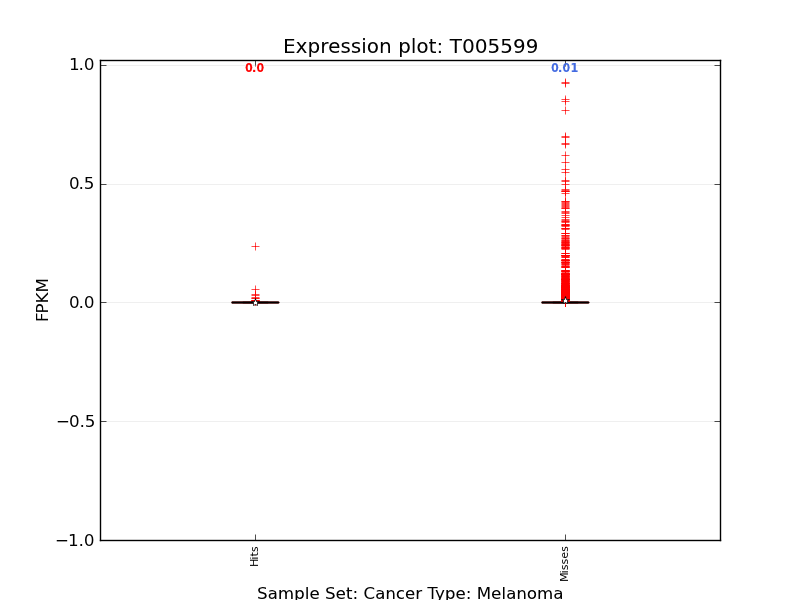 Expression plot: T005599
0.0
0.01
1.0
0.5
0.0
−0.5
−1.0
FPKM
Hits
Misses
Sample Set: Cancer Type: Melanoma